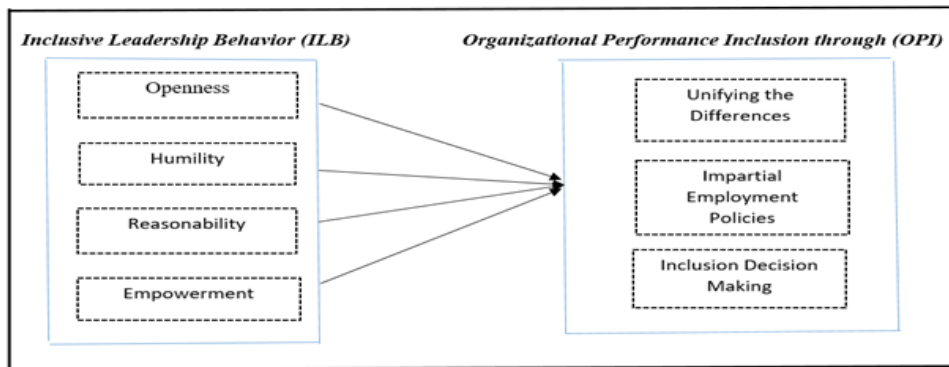 Inclusive Leadership Behavior (ILB)
Organizational Performance Inclusion through (OPI)
Openness
Humility
Reasonability
Empowerment
Unifying the
Differences
Impartial
Employment
Policies
Inclusion Decision
Making